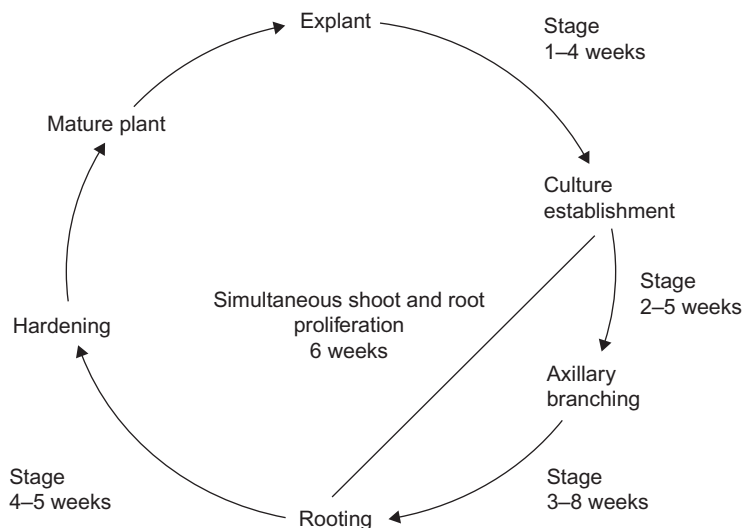 Explant
Stage
1–4 weeks
Mature plant
Culture
establishment
Simultaneous shoot and root
proliferation
6 weeks
Stage
2–5 weeks
Hardening
Axillary
branching
Stage
3–8 weeks
Stage
4–5 weeks
Rooting